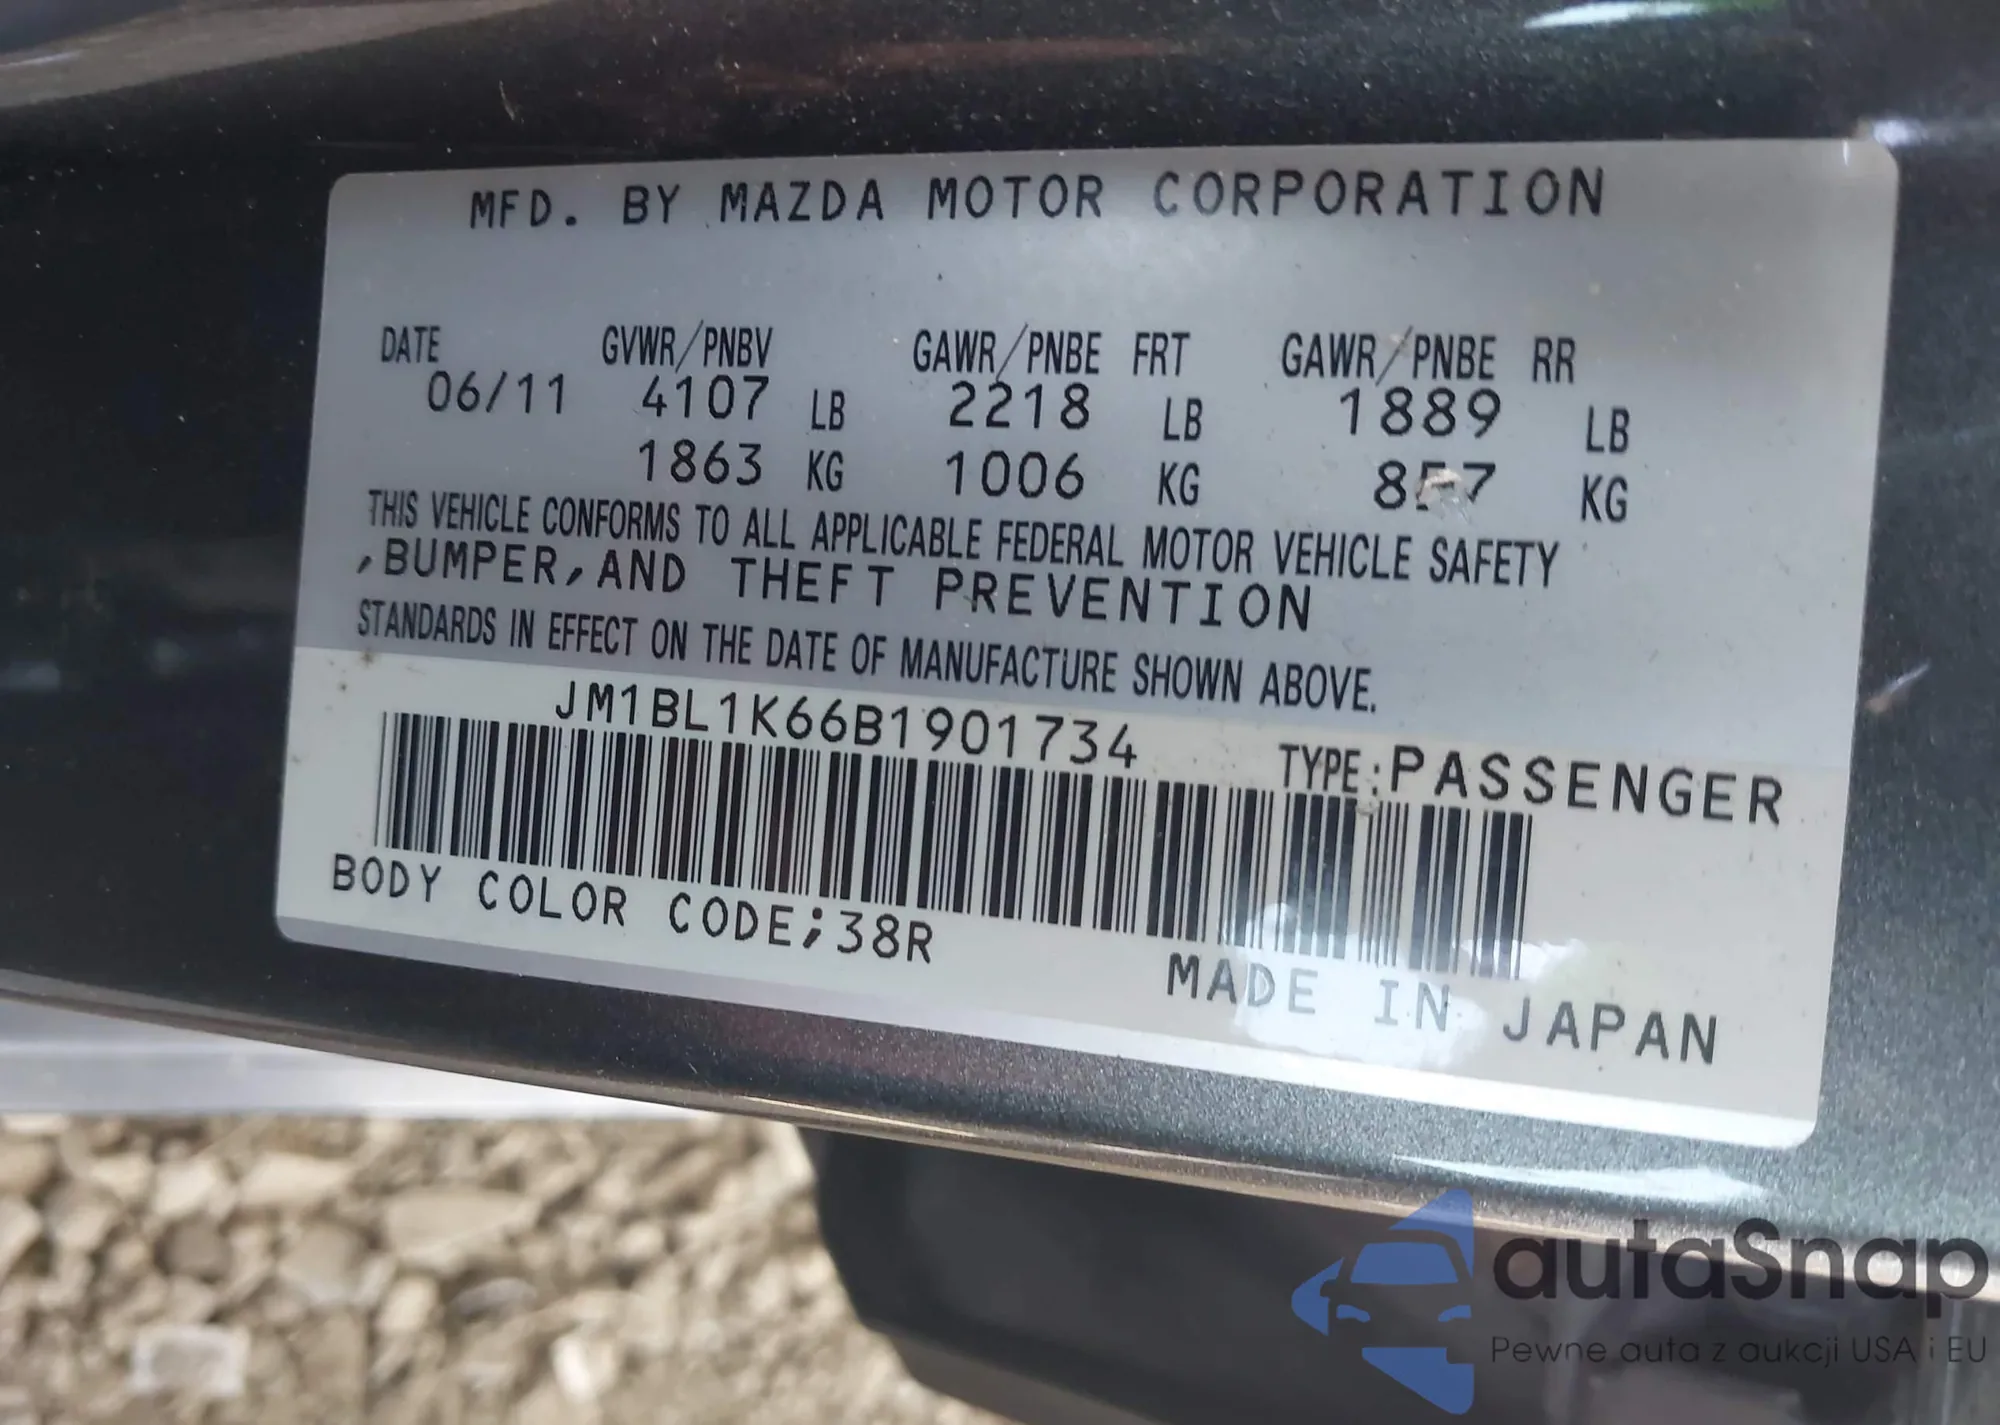 MFD. BY MAZDA MOTOR CORPORATION
DATE GVWR/PNBV GAWR/PNBE FRT GAWR/PNBE RR
06/11 4107 LB 2218 LB 1889 LB
1863 KG 1006 KG 857 KG
THIS VEHICLE CONFORMS TO ALL APPLICABLE FEDERAL MOTOR VEHICLE SAFETY
,BUMPER,AND THEFT PREVENTION
STANDARDS IN EFFECT ON THE DATE OF MANUFACTURE SHOWN ABOVE.
JM1BL1K66B1901734 TYPE:PASSENGER
BODY COLOR CODE;38R
MADE IN JAPAN
autaSnap
Pewne auta z aukcji USA i EU